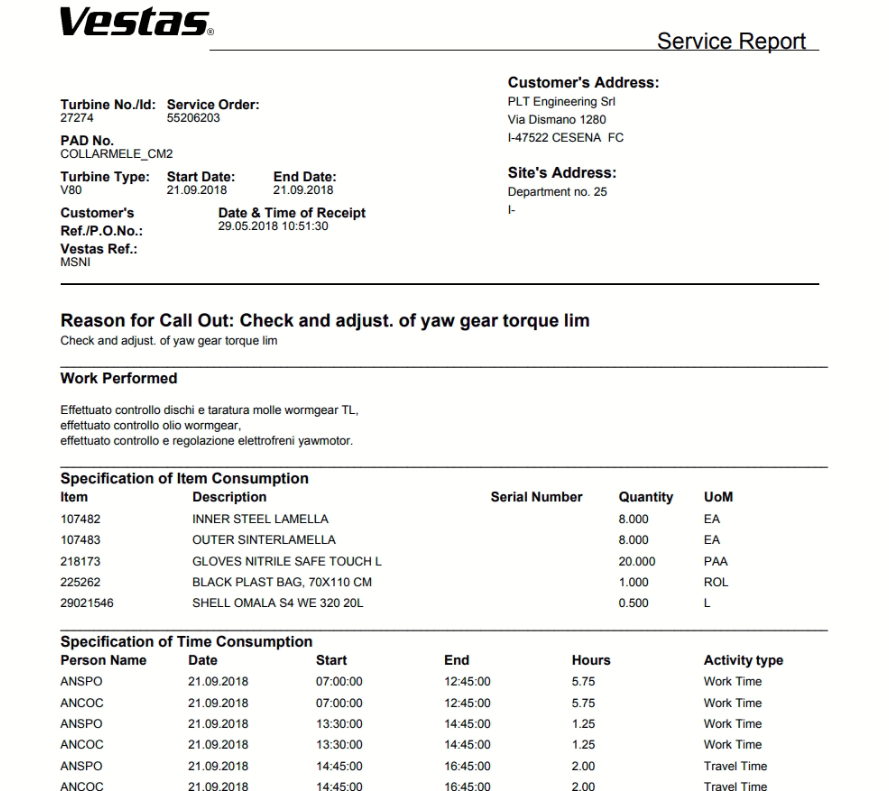 Vestas®
Service Report
Customer's Address:
PLT Engineering Srl
Via Dismano 1280
I-47522 CESENA FC
Turbine No./Id: Service Order:
27274 55206203
PAD No.
COLLARMELE_CM2
Turbine Type: Start Date: End Date:
V80 21.09.2018 21.09.2018
Site's Address:
Department no. 25
I-
Customer's Ref./P.O.No.:
Date & Time of Receipt
29.05.2018 10:51:30
Vestas Ref.:
MSNI
Reason for Call Out: Check and adjust. of yaw gear torque lim
Check and adjust. of yaw gear torque lim
Work Performed
Effettuato controllo dischi e taratura molle wormgear TL,
effettuato controllo olio wormgear,
effettuato controllo e regolazione elettrofreni yawmotor.
Specification of Item Consumption
Item Description Serial Number Quantity UoM
107482 INNER STEEL LAMELLA 8.000 EA
107483 OUTER SINTERLAMELLA 8.000 EA
218173 GLOVES NITRILE SAFE TOUCH L 20.000 PAA
225262 BLACK PLAST BAG, 70X110 CM 1.000 ROL
29021546 SHELL OMALA S4 WE 320 20L 0.500 L
Specification of Time Consumption
Person Name Date Start End Hours Activity type
ANSPO 21.09.2018 07:00:00 12:45:00 5.75 Work Time
ANCOC 21.09.2018 07:00:00 12:45:00 5.75 Work Time
ANSPO 21.09.2018 13:30:00 14:45:00 1.25 Work Time
ANCOC 21.09.2018 13:30:00 14:45:00 1.25 Work Time
ANSPO 21.09.2018 14:45:00 16:45:00 2.00 Travel Time
ANCOC 21.09.2018 14:45:00 16:45:00 2.00 Travel Time